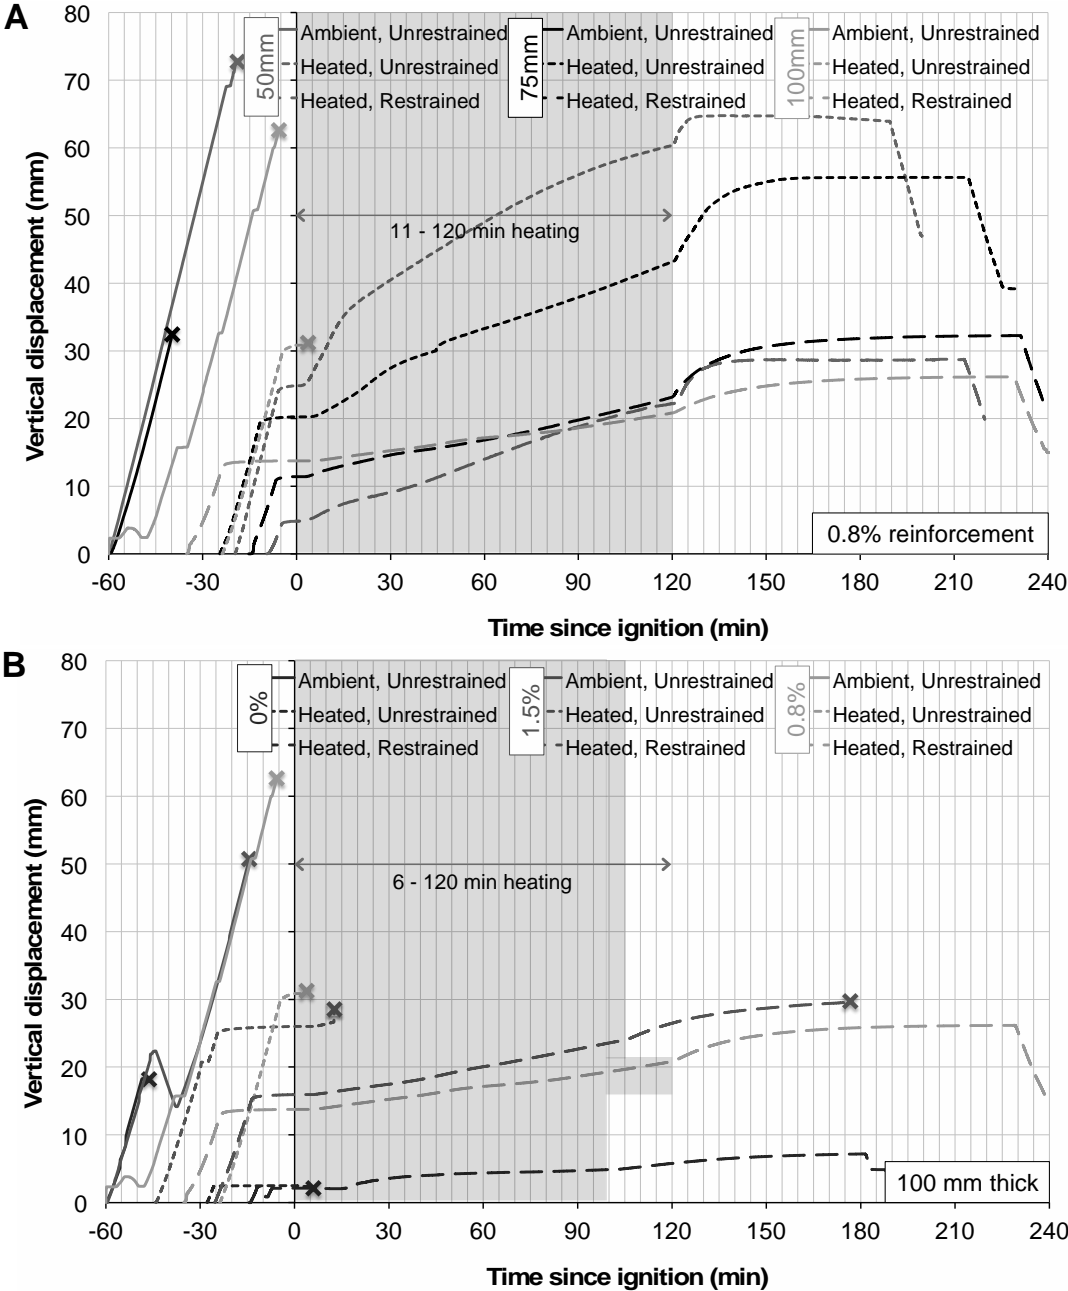 A
80
70
60
50
40
30
20
10
0
Vertical displacement (mm)
50mm
Ambient, Unrestrained
Heated, Unrestrained
Heated, Restrained
75mm
Ambient, Unrestrained
Heated, Unrestrained
Heated, Restrained
100mm
Ambient, Unrestrained
Heated, Unrestrained
Heated, Restrained
11 - 120 min heating
0.8% reinforcement
-60 -30 0 30 60 90 120 150 180 210 240
Time since ignition (min)
B
80
70
60
50
40
30
20
10
0
Vertical displacement (mm)
0%
Ambient, Unrestrained
Heated, Unrestrained
Heated, Restrained
1.5%
Ambient, Unrestrained
Heated, Unrestrained
Heated, Restrained
0.8%
Ambient, Unrestrained
Heated, Unrestrained
Heated, Restrained
6 - 120 min heating
100 mm thick
-60 -30 0 30 60 90 120 150 180 210 240
Time since ignition (min)